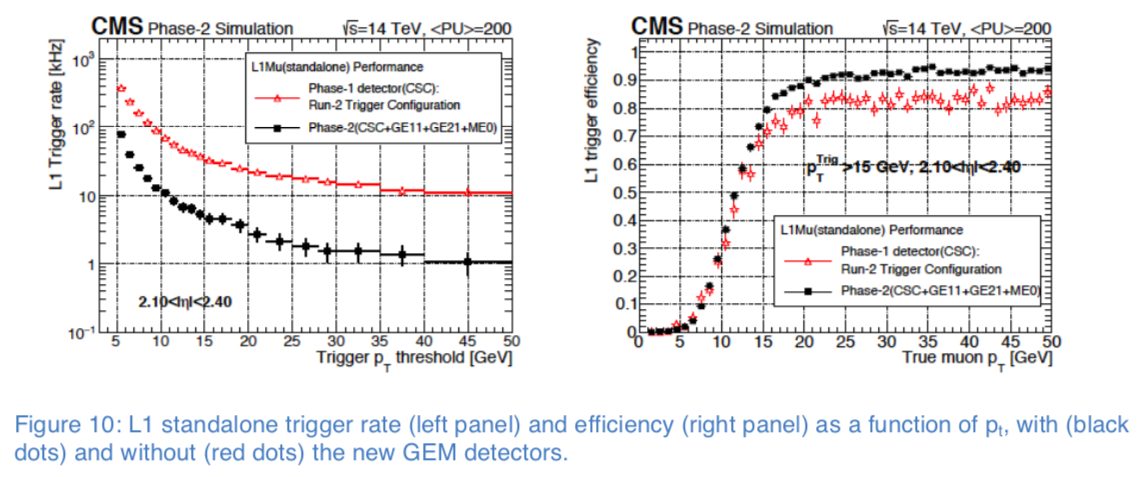 CMS Phase-2 Simulation √s=14 TeV, <PU>=200
L1 Trigger rate [kHz]
10³
10²
10
1
10⁻¹
L1Mu(standalone) Performance
Phase-1 detector(CSC):
Run-2 Trigger Configuration
Phase-2(CSC+GE11+GE21+ME0)
2.10<|η|<2.40
5 10 15 20 25 30 35 40 45 50
Trigger p_T threshold [GeV]
CMS Phase-2 Simulation √s=14 TeV, <PU>=200
L1 trigger efficiency
1
0.9
0.8
0.7
0.6
0.5
0.4
0.3
0.2
0.1
0
p_T^Trig >15 GeV, 2.10<|η|<2.40
L1Mu(standalone) Performance
Phase-1 detector(CSC):
Run-2 Trigger Configuration
Phase-2(CSC+GE11+GE21+ME0)
0 5 10 15 20 25 30 35 40 45 50
True muon p_T [GeV]
Figure 10: L1 standalone trigger rate (left panel) and efficiency (right panel) as a function of p_t, with (black
dots) and without (red dots) the new GEM detectors.